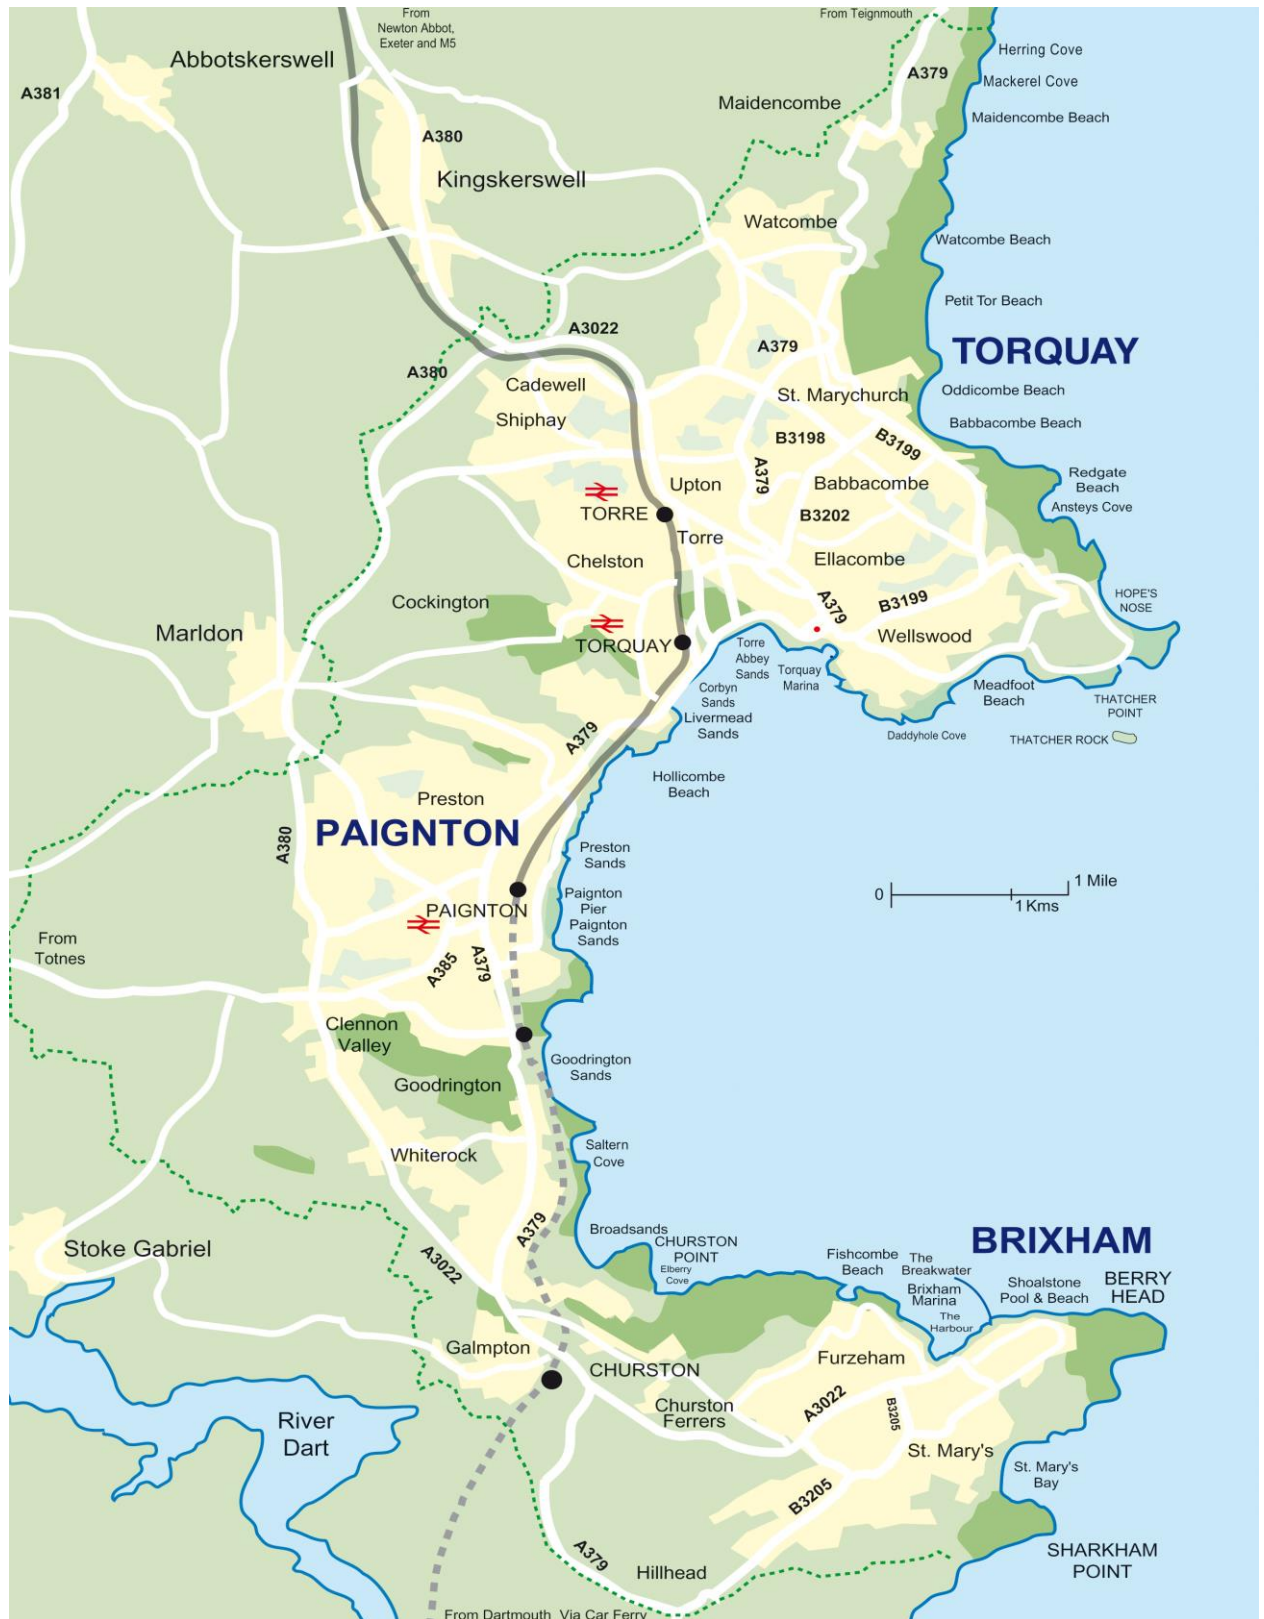 From
Newton Abbot,
Exeter and M5
From Teignmouth
Herring Cove
Abbotskerswell
A379
Mackerel Cove
A381
Maidencombe
Maidencombe Beach
A380
Kingskerswell
Watcombe
Watcombe Beach
Petit Tor Beach
A3022
A379
TORQUAY
A380
Cadewell
St. Marychurch
Oddicombe Beach
Shiphay
Babbacombe Beach
B3198
B3199
A379
Redgate
Beach
Upton
Babbacombe
Ansteys Cove
TORRE
B3202
Torre
Chelston
Ellacombe
HOPE'S
NOSE
Cockington
A379
B3199
Marldon
TORQUAY
Wellswood
Torre
Abbey
Sands
Torquay
Marina
Corbyn
Sands
Meadfoot
Beach
THATCHER
POINT
Livermead
Sands
A379
Daddyhole Cove
THATCHER ROCK
Hollicombe
Beach
Preston
PAIGNTON
A380
Preston
Sands
0
1 Mile
1 Kms
Paignton
Pier
Paignton
Sands
PAIGNTON
From
Totnes
A385
A379
Clennon
Valley
Goodrington
Sands
Goodrington
Whiterock
Saltern
Cove
A379
Broadsands
CHURSTON
POINT
Elberry
Cove
BRIXHAM
Stoke Gabriel
A3022
Fishcombe
Beach
The
Breakwater
Brixham
Marina
The
Harbour
Shoalstone
Pool & Beach
BERRY
HEAD
Galmpton
CHURSTON
Furzeham
Churston
Ferrers
A3022
B3205
River
Dart
St. Mary's
St. Mary's
Bay
B3205
A379
Hillhead
SHARKHAM
POINT
From Dartmouth Via Car Ferry